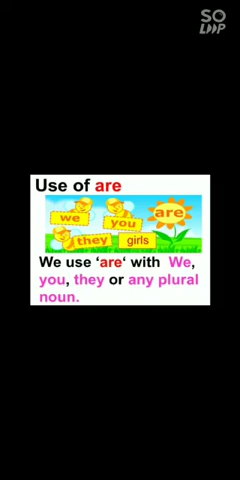 SO
LOOP
Use of are
we
you
are
they
girls
We use ‘are‘ with We,
you, they or any plural
noun.